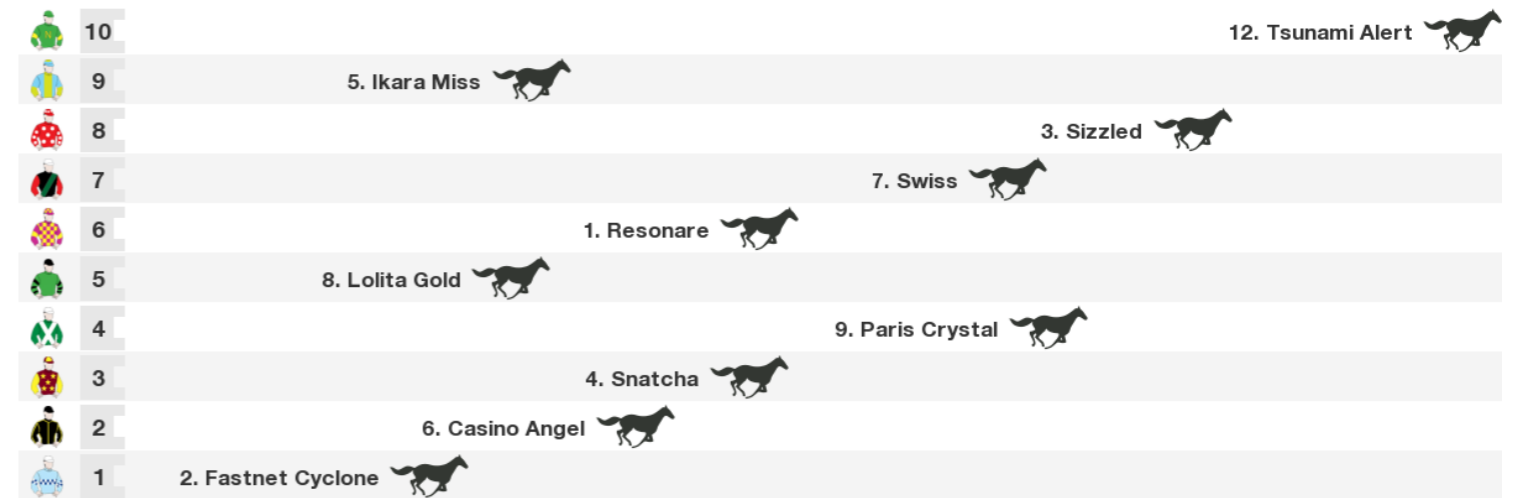 10 12. Tsunami Alert
9 5. Ikara Miss
8 3. Sizzled
7 7. Swiss
6 1. Resonare
5 8. Lolita Gold
4 9. Paris Crystal
3 4. Snatcha
2 6. Casino Angel
1 2. Fastnet Cyclone